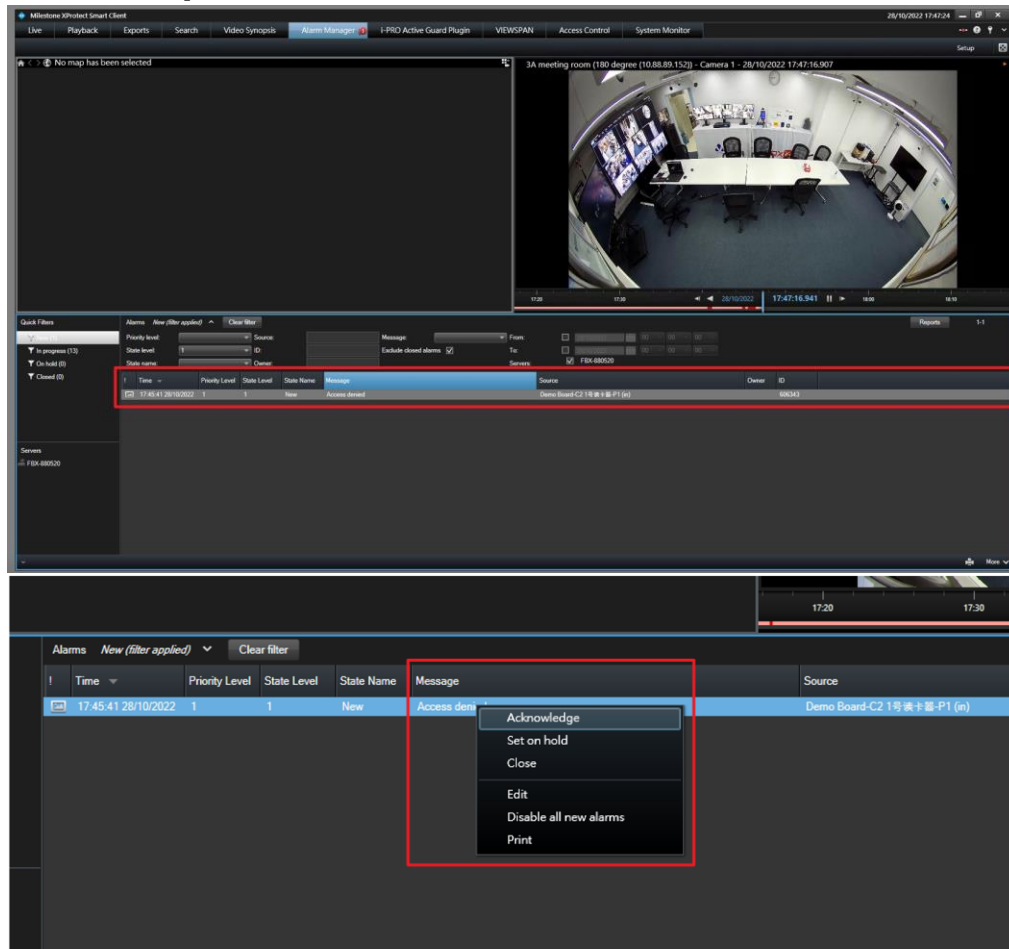 Milestone XProtect Smart Client
28/10/2022 17:47:24
Live Playback Exports Search Video Synopsis Alarm Manager i-PRO Active Guard Plugin VIEWSPAN Access Control System Monitor
Setup
No map has been selected
3A meeting room (180 degree (10.88.89.152)) - Camera 1 - 28/10/2022 17:47:16.907
17:20 17:30 28/10/2022 17:47:16.941 18:00 18:10
Quick Filters
Alarms New (filter applied) Clear filter Reports 1-1
Priority level: Source: Message: From: 00 00 00
In progress (13) State level: 1 ID: Exclude closed alarms To: 00 00 00
On hold (0) State name: Owner: Servers: FBX-880520
Closed (0)
! Time Priority Level State Level State Name Message Source Owner ID
17:45:41 28/10/2022 1 1 New Access denied Demo Board-C2 1号读卡器-P1 (in) 606343
Servers
FBX-880520
More
17:20 17:30
Alarms New (filter applied) Clear filter
! Time Priority Level State Level State Name Message Source
17:45:41 28/10/2022 1 1 New Access deni Demo Board-C2 1号读卡器-P1 (in)
Acknowledge
Set on hold
Close
Edit
Disable all new alarms
Print